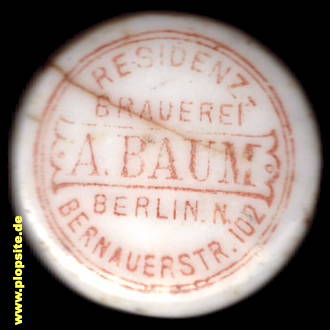 RESIDENZ-
BRAUEREI
A. BAUM
BERLIN. N.
BERNAUERSTR. 102
www.plopsite.de